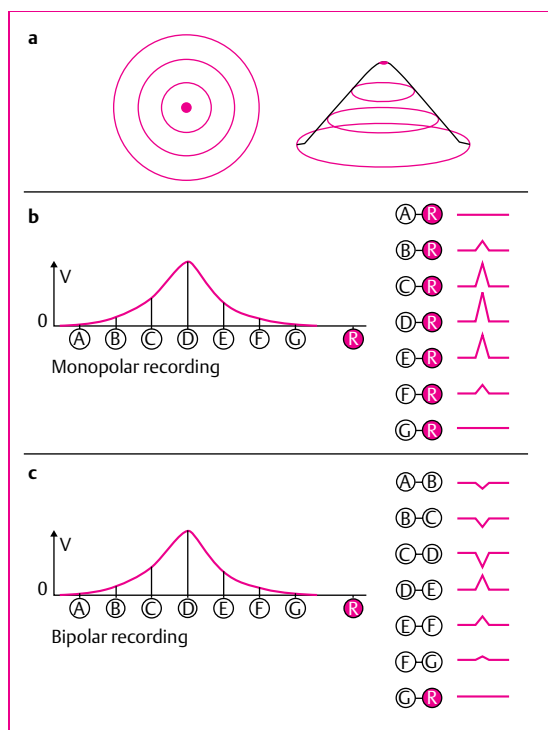 a
b
V
0
A B C D E F G R
Monopolar recording
A R
B R
C R
D R
E R
F R
G R
c
V
0
A B C D E F G R
Bipolar recording
A B
B C
C D
D E
E F
F G
G R